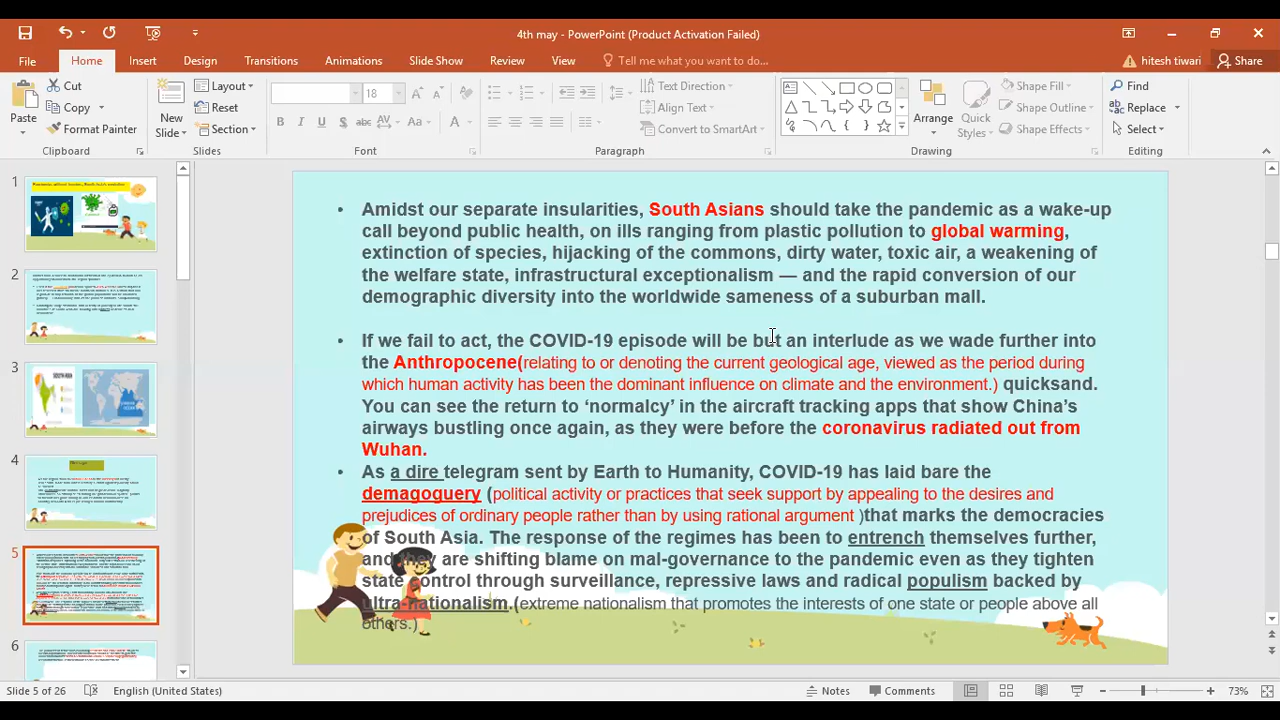 4th may - PowerPoint (Product Activation Failed)
File
Home
Insert
Design
Transitions
Animations
Slide Show
Review
View
Tell me what you want to do...
hitesh tiwari
Share
Paste
Cut
Copy
Format Painter
Clipboard
New
Slide
Layout
Reset
Section
Slides
18
Font
Text Direction
Align Text
Convert to SmartArt
Paragraph
Arrange
Quick
Styles
Shape Fill
Shape Outline
Shape Effects
Drawing
Find
Replace
Select
Editing
1
2
3
4
5
6
• Amidst our separate insularities, South Asians should take the pandemic as a wake-up
call beyond public health, on ills ranging from plastic pollution to global warming,
extinction of species, hijacking of the commons, dirty water, toxic air, a weakening of
the welfare state, infrastructural exceptionalism — and the rapid conversion of our
demographic diversity into the worldwide sameness of a suburban mall.
• If we fail to act, the COVID-19 episode will be but an interlude as we wade further into
the Anthropocene(relating to or denoting the current geological age, viewed as the period during
which human activity has been the dominant influence on climate and the environment.) quicksand.
You can see the return to ‘normalcy’ in the aircraft tracking apps that show China’s
airways bustling once again, as they were before the coronavirus radiated out from
Wuhan.
• As a dire telegram sent by Earth to Humanity, COVID-19 has laid bare the
demagoguery (political activity or practices that seek support by appealing to the desires and
prejudices of ordinary people rather than by using rational argument )that marks the democracies
of South Asia. The response of the regimes has been to entrench themselves further,
and they are shifting blame on mal-governance to the pandemic even as they tighten
state control through surveillance, repressive laws and radical populism backed by
ultra-nationalism (extreme nationalism that promotes the interests of one state or people above all
others.)
Slide 5 of 26
English (United States)
Notes
Comments
73%